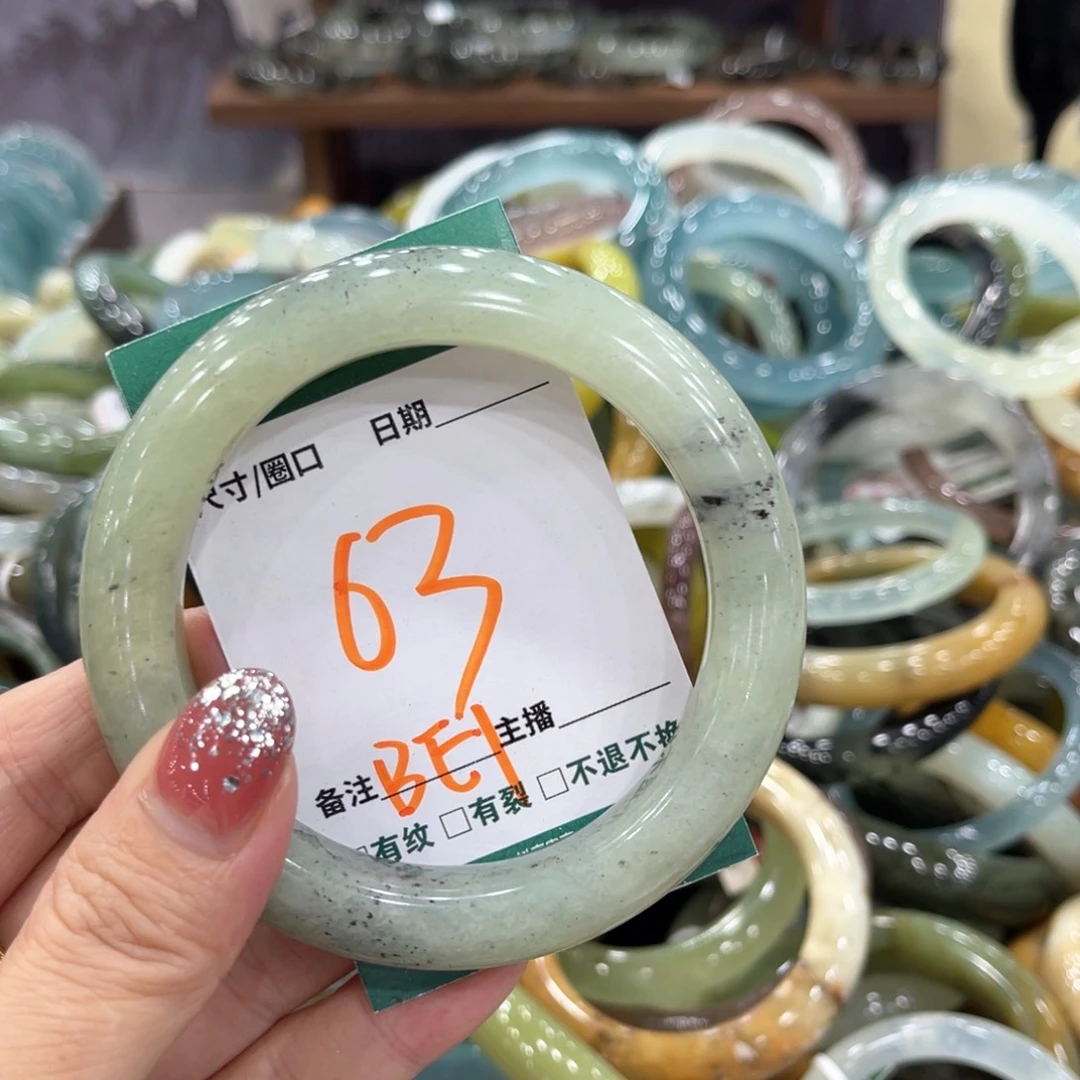 日期
尺寸/圈口
63
主播
备注 BEI
□有纹 □有裂 □不退不换